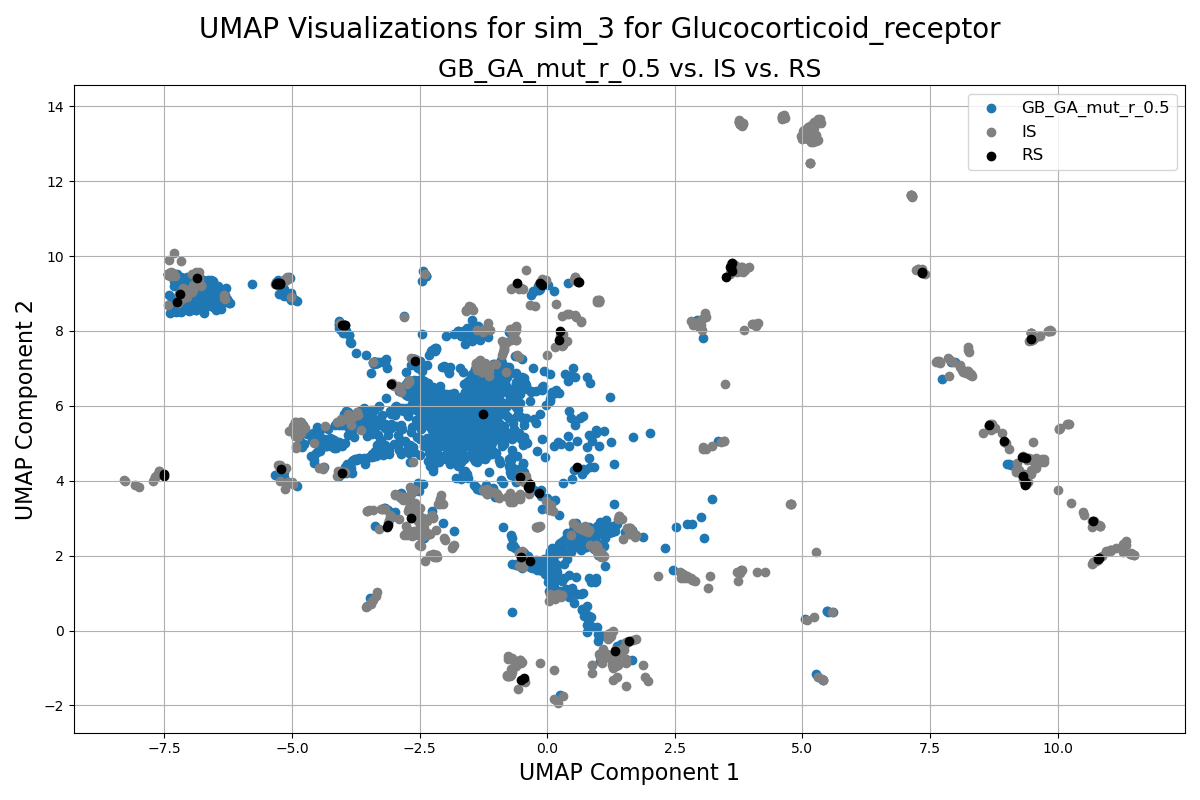 UMAP Visualizations for sim_3 for Glucocorticoid_receptor
GB_GA_mut_r_0.5 vs. IS vs. RS
GB_GA_mut_r_0.5
IS
RS
UMAP Component 2
14
12
10
8
6
4
2
0
−2
−7.5 −5.0 −2.5 0.0 2.5 5.0 7.5 10.0
UMAP Component 1